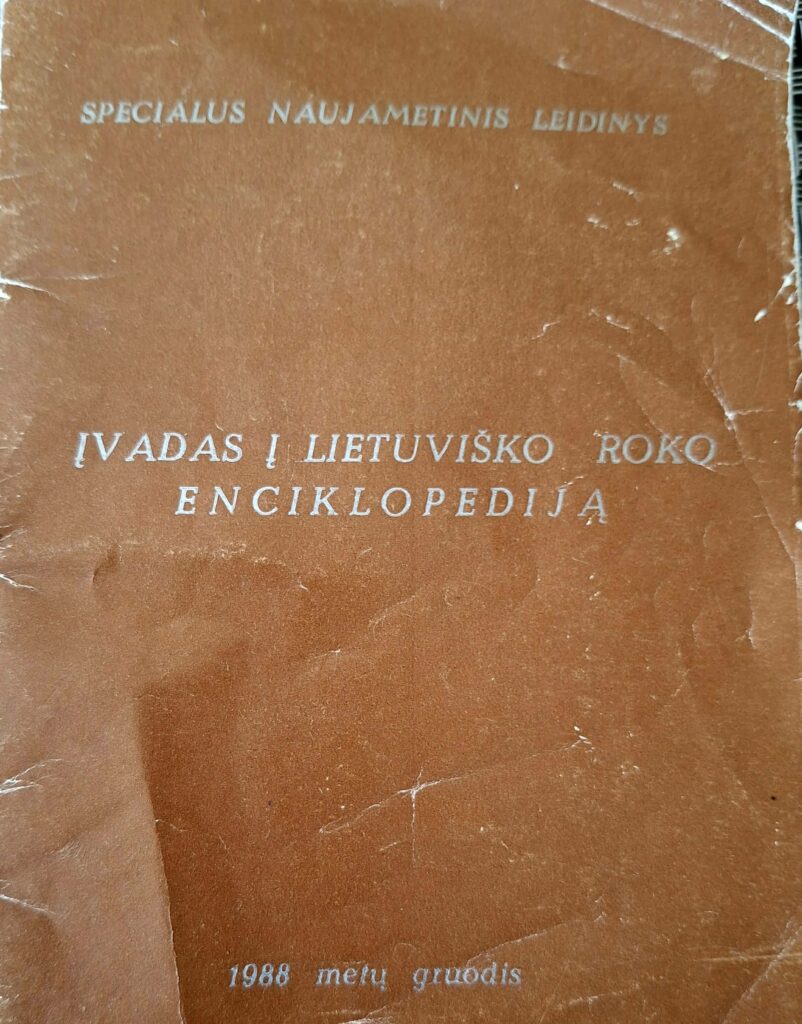 SPECIALUS NAUJAMETINIS LEIDINYS
ĮVADAS Į LIETUVIŠKO ROKO
ENCIKLOPEDIJĄ
1988 metų gruodis